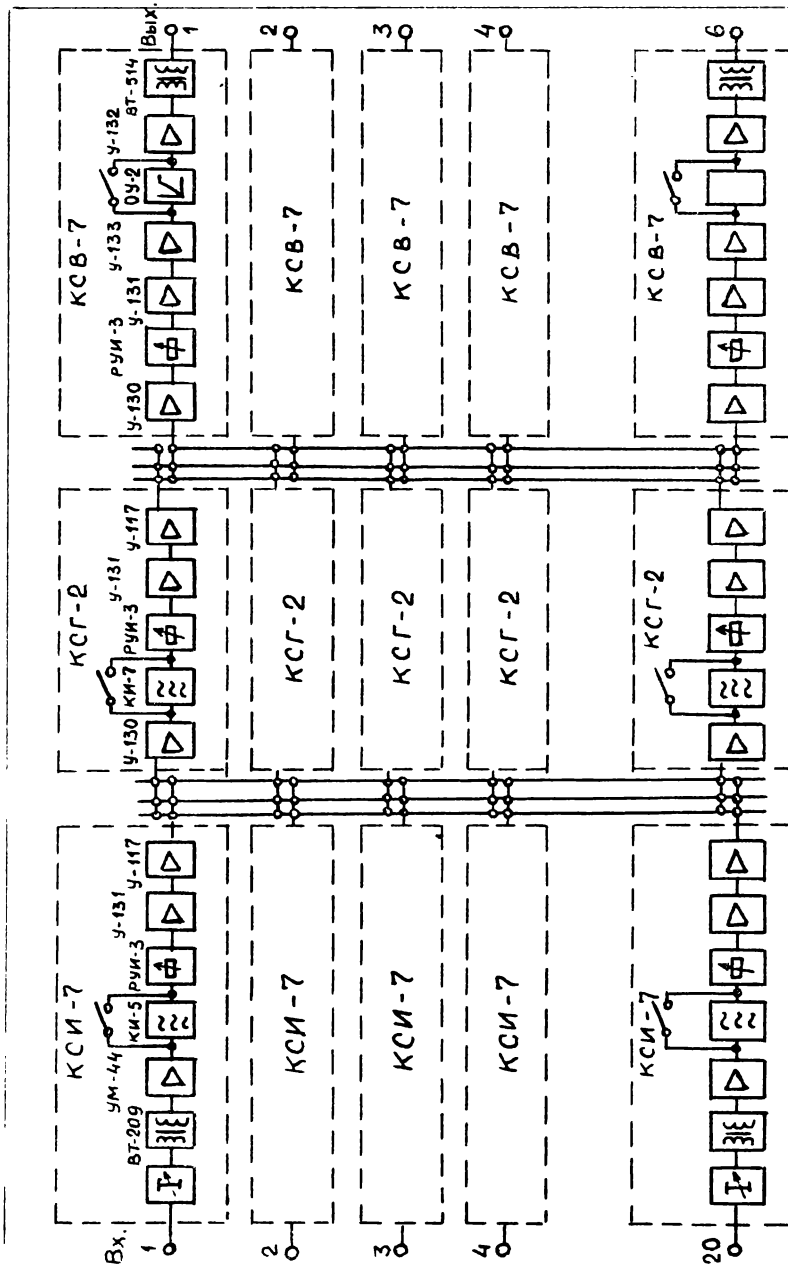 Вых.
1
2
3
4
6
КСВ-7
У-130
РУИ-3
У-131
У-133
ОУ-2
У-132
ВТ-514
КСВ-7
КСВ-7
КСВ-7
КСВ-7
КСГ-2
У-130
КИ-7
РУИ-3
У-131
У-117
КСГ-2
КСГ-2
КСГ-2
КСГ-2
КСИ-7
ВТ-209
УМ-44
КИ-5
РУИ-3
У-131
У-117
КСИ-7
КСИ-7
КСИ-7
КСИ-7
Вх.
1
2
3
4
20